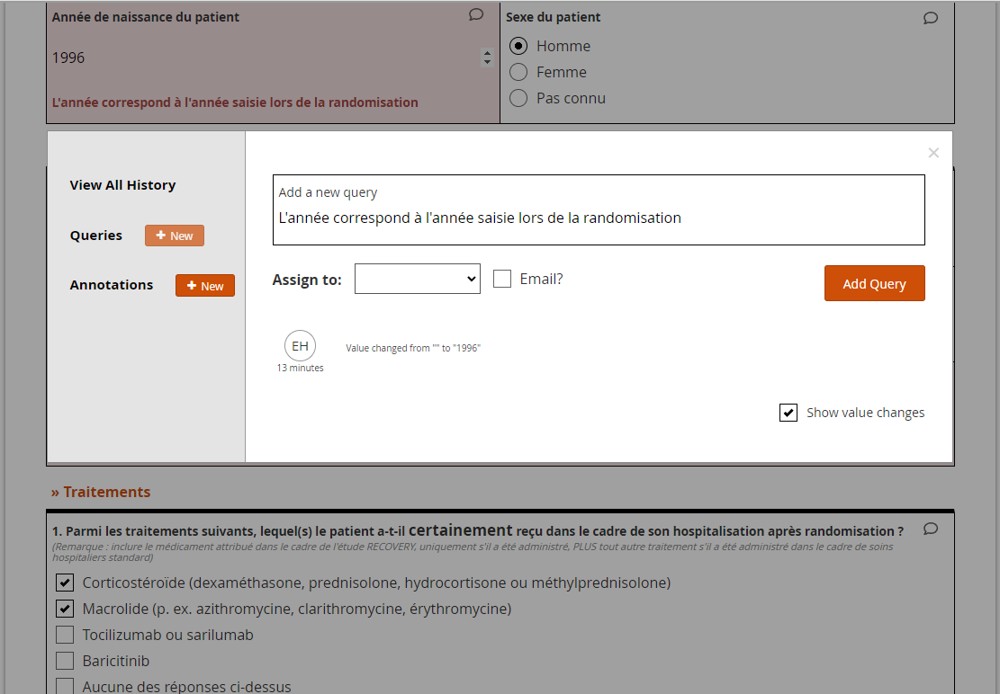 Année de naissance du patient
Sexe du patient
1996
Homme
Femme
Pas connu
L'année correspond à l'année saisie lors de la randomisation
×
View All History
Queries
+ New
Annotations
+ New
Add a new query
L'année correspond à l'année saisie lors de la randomisation
Assign to:
Email?
Add Query
EH
13 minutes
Value changed from "" to "1996"
Show value changes
» Traitements
1. Parmi les traitements suivants, lequel(s) le patient a-t-il certainement reçu dans le cadre de son hospitalisation après randomisation ?
(Remarque : inclure le médicament attribué dans le cadre de l'étude RECOVERY, uniquement s'il a été administré, PLUS tout autre traitement s'il a été administré dans le cadre de soins
hospitaliers standard)
Corticostéroïde (dexaméthasone, prednisolone, hydrocortisone ou méthylprednisolone)
Macrolide (p. ex. azithromycine, clarithromycine, érythromycine)
Tocilizumab ou sarilumab
Baricitinib
Aucune des réponses ci-dessus